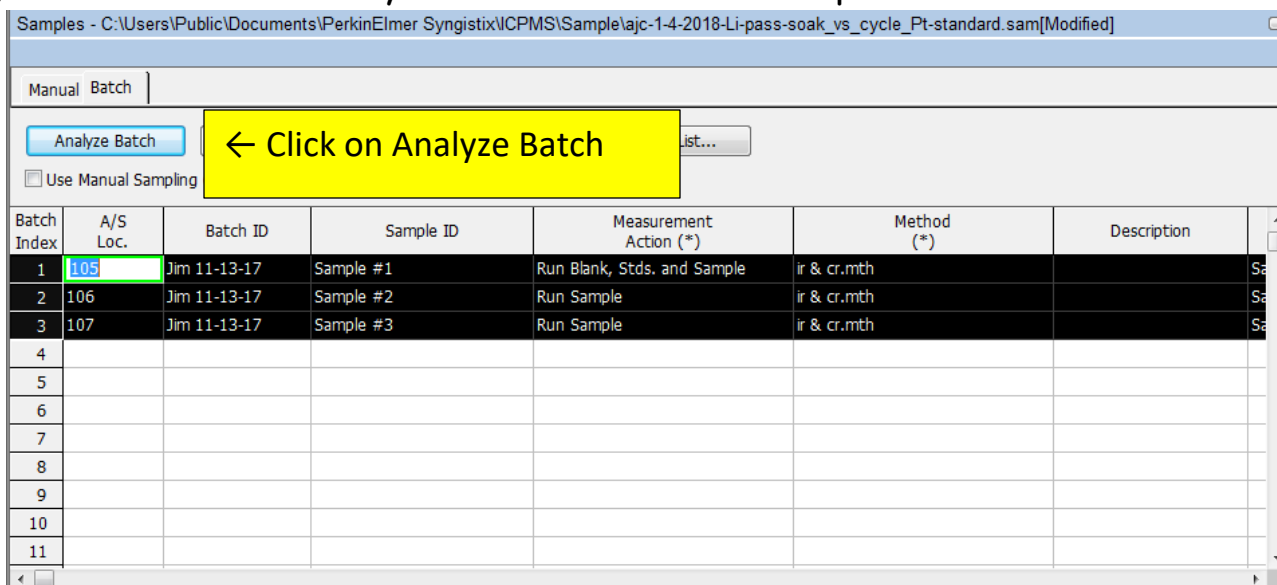 Samples - C:\Users\Public\Documents\PerkinElmer Syngistix\ICPMS\Sample\ajc-1-4-2018-Li-pass-soak_vs_cycle_Pt-standard.sam[Modified]
Manual Batch
Analyze Batch ← Click on Analyze Batch List...
Use Manual Sampling
Batch Index A/S Loc. Batch ID Sample ID Measurement Action (*) Method (*) Description
1 105 Jim 11-13-17 Sample #1 Run Blank, Stds. and Sample ir & cr.mth Sa
2 106 Jim 11-13-17 Sample #2 Run Sample ir & cr.mth Sa
3 107 Jim 11-13-17 Sample #3 Run Sample ir & cr.mth Sa
4
5
6
7
8
9
10
11